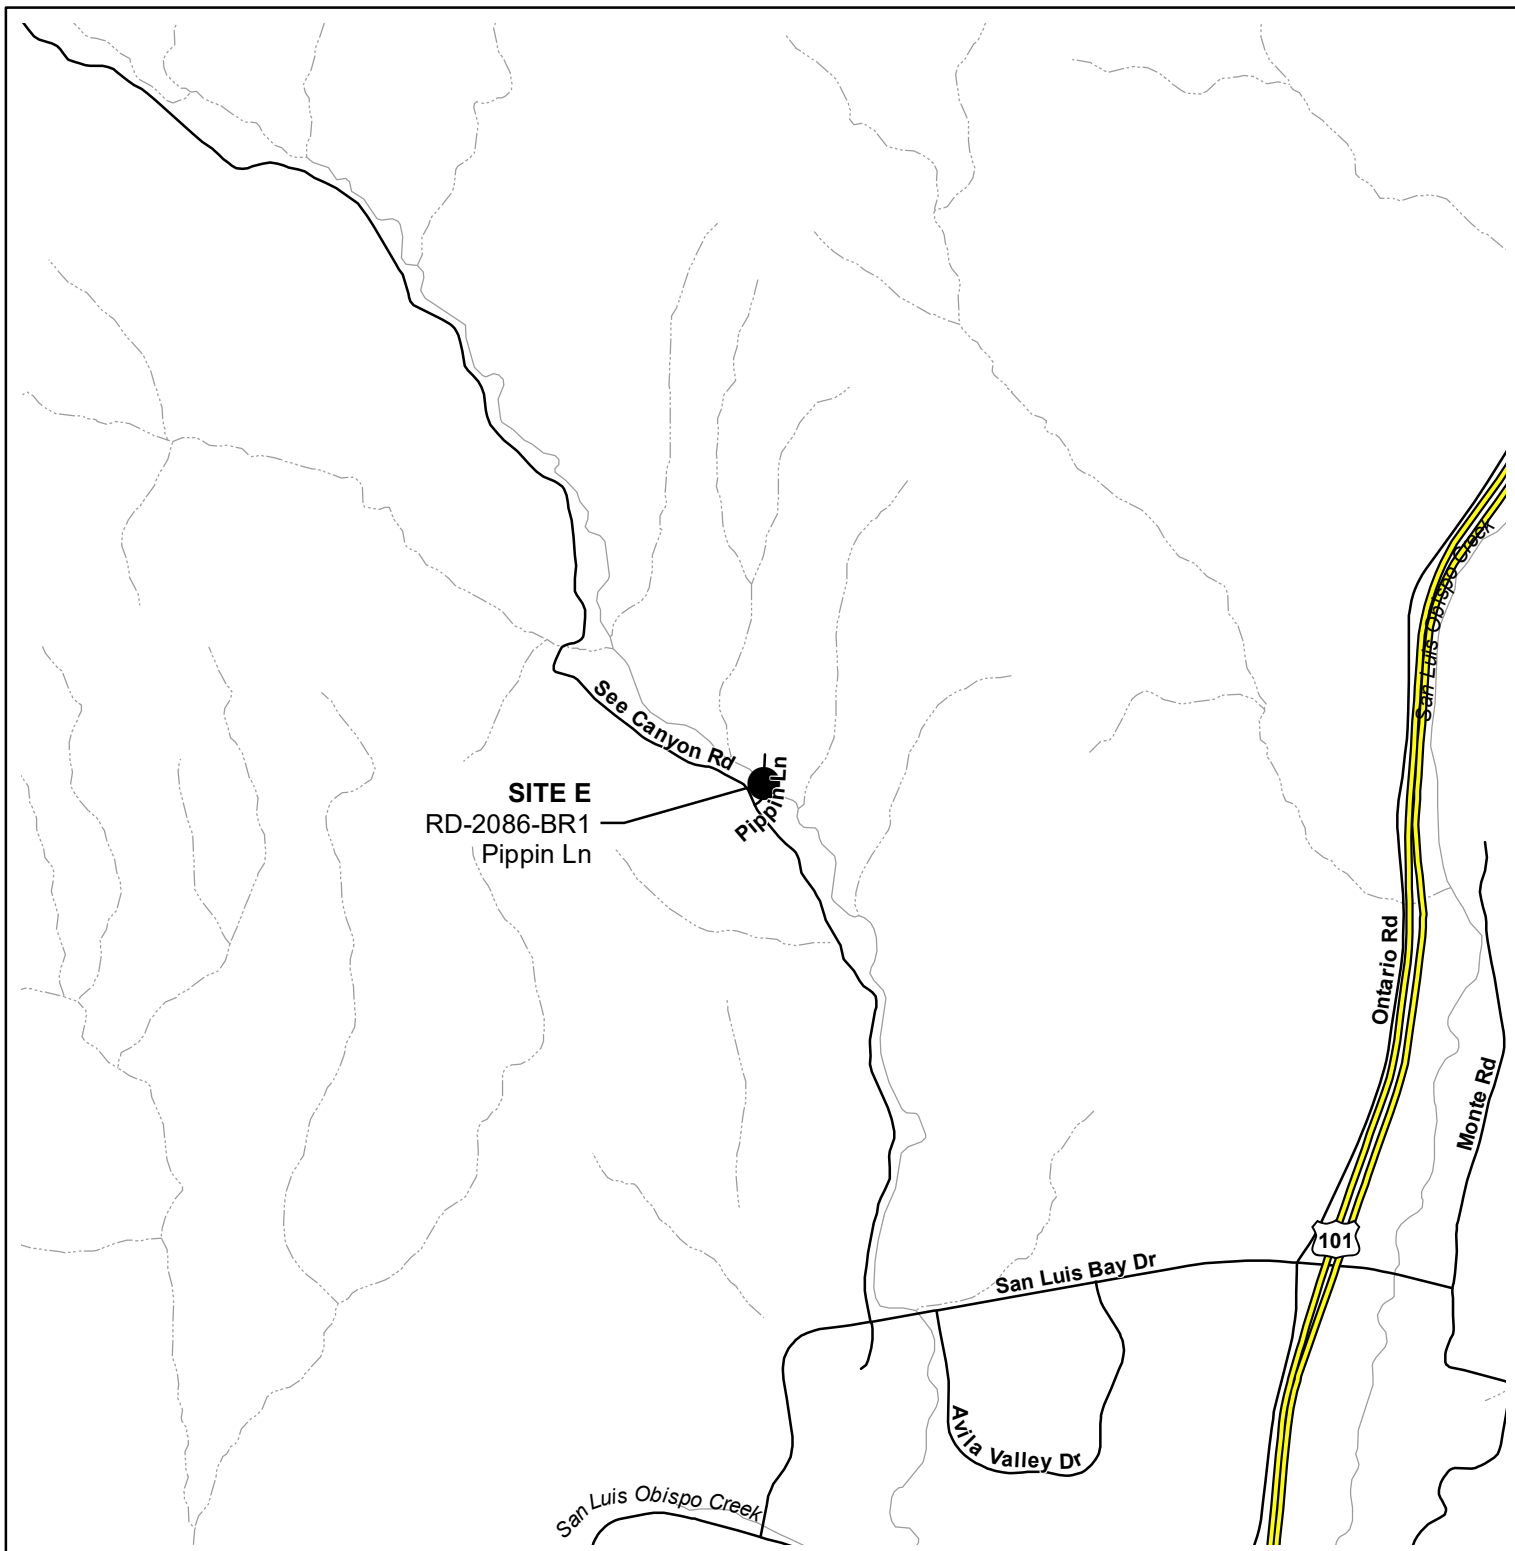 San Luis Obispo Creek
See Canyon Rd
Pippin Ln
SITE E
RD-2086-BR1
Pippin Ln
Ontario Rd
Monte Rd
101
San Luis Bay Dr
Avila Valley Dr
San Luis Obispo Creek